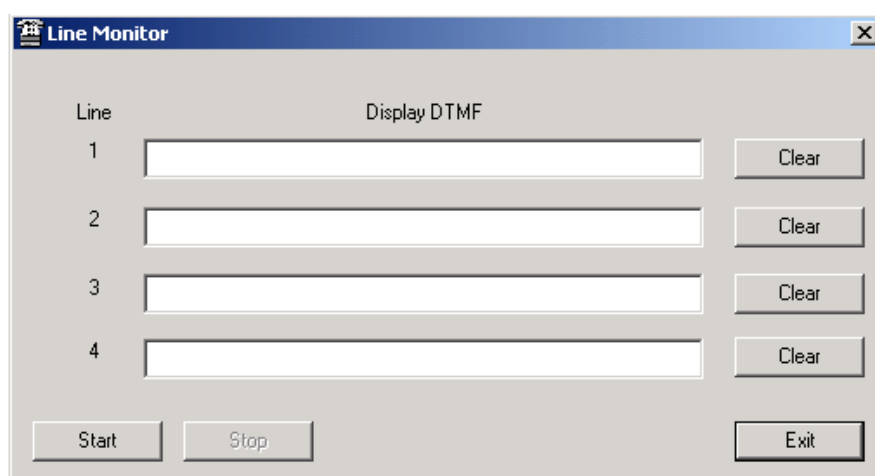 Line Monitor
Line Display DTMF
1 Clear
2 Clear
3 Clear
4 Clear
Start Stop Exit